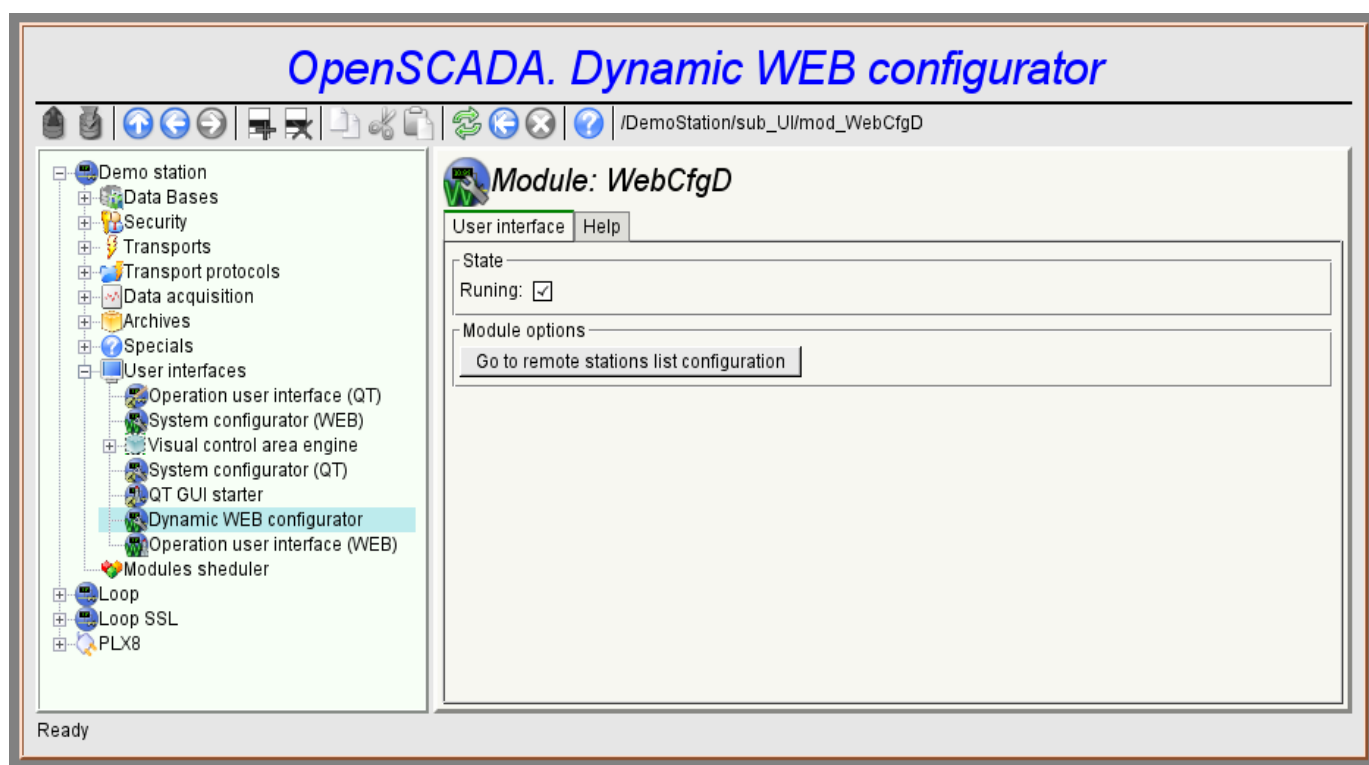 OpenSCADA. Dynamic WEB configurator
/DemoStation/sub_UI/mod_WebCfgD
Demo station
Data Bases
Security
Transports
Transport protocols
Data acquisition
Archives
Specials
User interfaces
Operation user interface (QT)
System configurator (WEB)
Visual control area engine
System configurator (QT)
QT GUI starter
Dynamic WEB configurator
Operation user interface (WEB)
Modules sheduler
Loop
Loop SSL
PLX8
Module: WebCfgD
User interface Help
State
Runing:
Module options
Go to remote stations list configuration
Ready